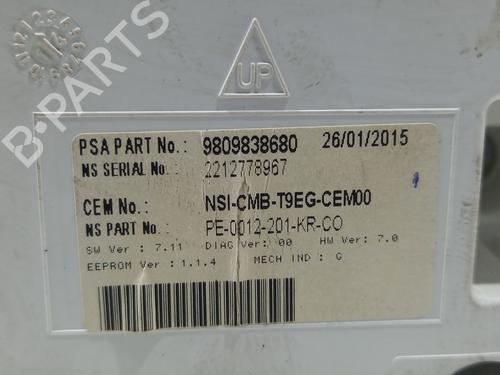 UP
B-PARTS
PSA PART No.: 9809838680 26/01/2015
NS SERIAL No.: 2212778967
CEM No.: NSI-CMB-T9EG-CEM00
NS PART No.: PE-0012-201-KR-CO
SW Ver : 7.11 DIAG Ver : 00 HW Ver : 7.0
EEPROM Ver : 1.1.4 MECH IND : G